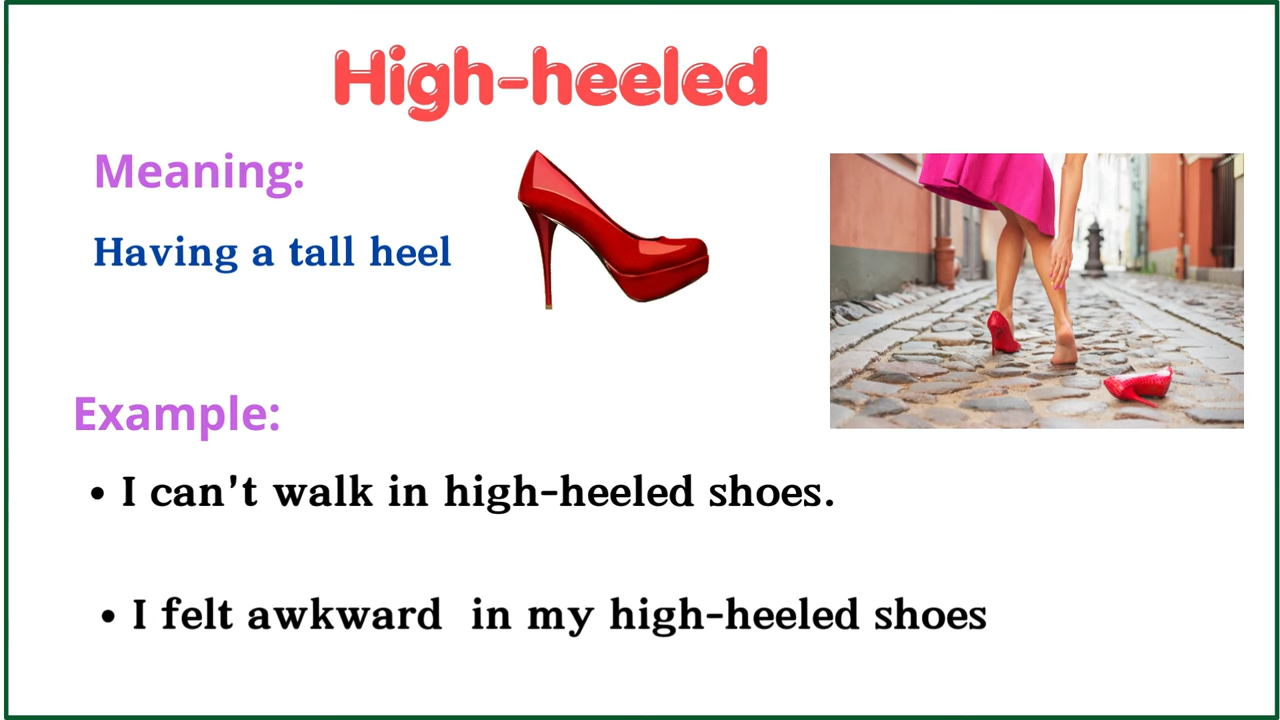 High-heeled
Meaning:
Having a tall heel
Example:
• I can't walk in high-heeled shoes.
• I felt awkward  in my high-heeled shoes